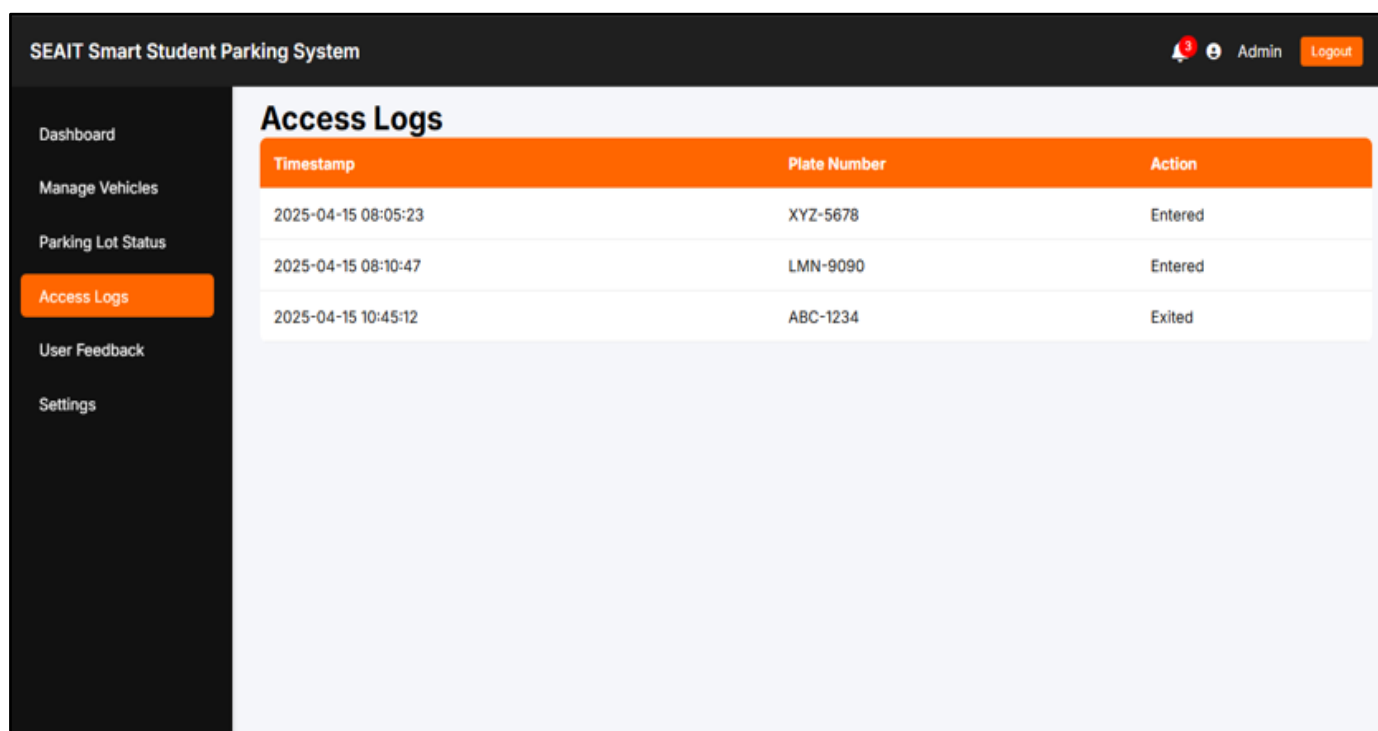 SEAIT Smart Student Parking System
3
Admin
Logout
Dashboard
Manage Vehicles
Parking Lot Status
Access Logs
User Feedback
Settings
Access Logs
Timestamp Plate Number Action
2025-04-15 08:05:23 XYZ-5678 Entered
2025-04-15 08:10:47 LMN-9090 Entered
2025-04-15 10:45:12 ABC-1234 Exited